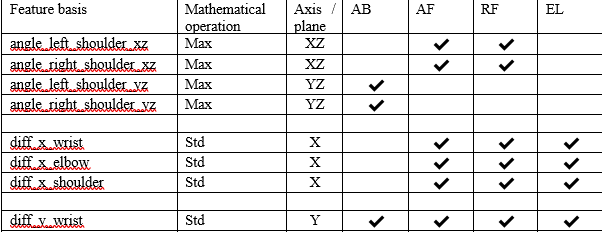 Feature basis Mathematical operation Axis / plane AB AF RF EL
angle_left_shoulder_xz Max XZ ✓ ✓
angle_right_shoulder_xz Max XZ ✓ ✓
angle_left_shoulder_yz Max YZ ✓
angle_right_shoulder_yz Max YZ ✓
diff_x_wrist Std X ✓ ✓ ✓
diff_x_elbow Std X ✓ ✓ ✓
diff_x_shoulder Std X ✓ ✓ ✓
diff_y_wrist Std Y ✓ ✓ ✓ ✓